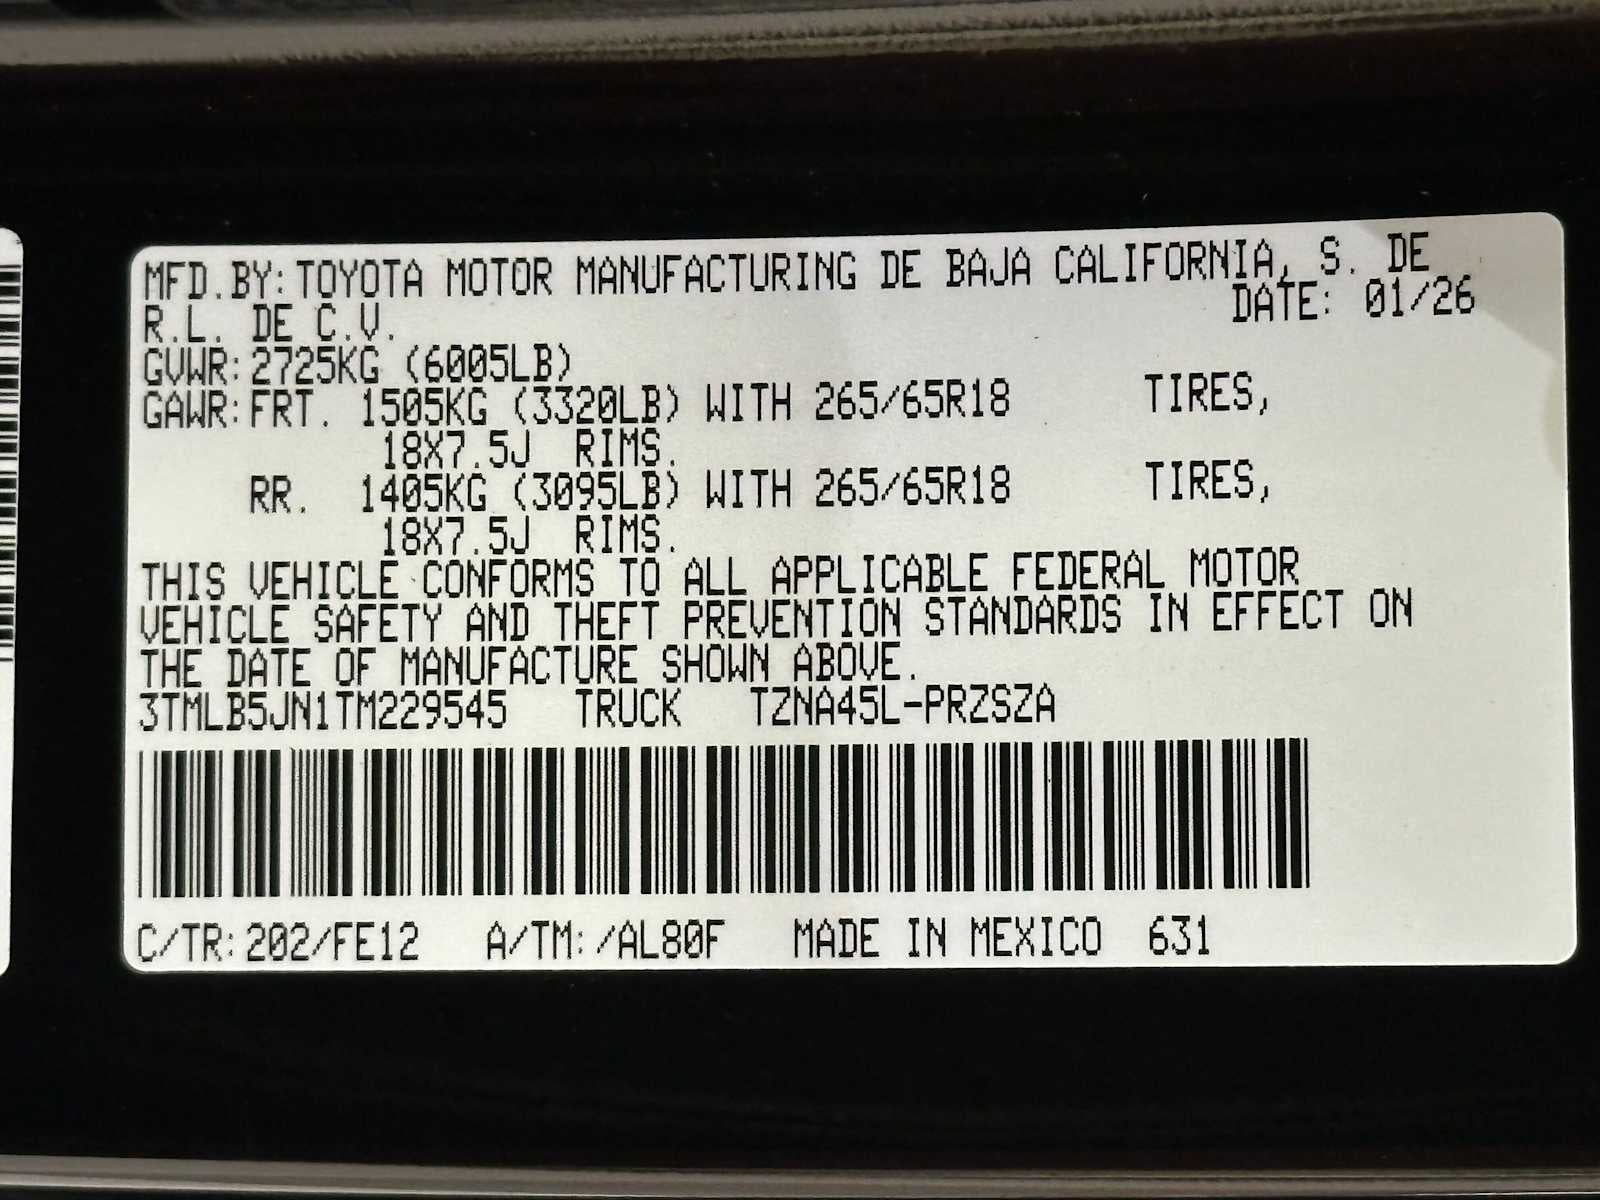 MFD.BY:TOYOTA MOTOR MANUFACTURING DE BAJA CALIFORNIA, S. DE
R.L. DE C.V. DATE: 01/26
GVWR:2725KG (6005LB)
GAWR:FRT. 1505KG (3320LB) WITH 265/65R18 TIRES,
18X7.5J RIMS.
RR. 1405KG (3095LB) WITH 265/65R18 TIRES,
18X7.5J RIMS.
THIS VEHICLE CONFORMS TO ALL APPLICABLE FEDERAL MOTOR
VEHICLE SAFETY AND THEFT PREVENTION STANDARDS IN EFFECT ON
THE DATE OF MANUFACTURE SHOWN ABOVE.
3TMLB5JN1TM229545 TRUCK TZNA45L-PRZSZA
C/TR:202/FE12 A/TM:/AL80F MADE IN MEXICO 631